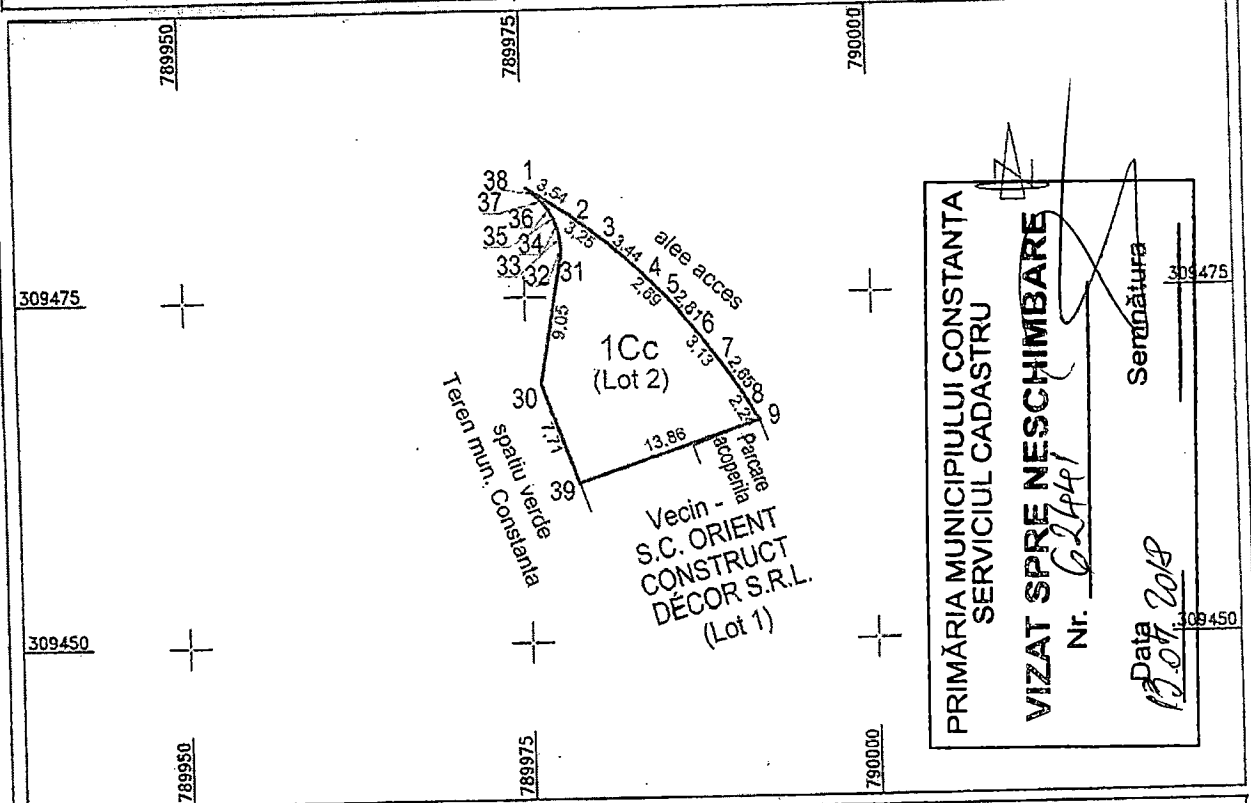 789950
789975
790000
309475
309475
309450
309450
789950
789975
790000
1
2
3
4
5
6
7
8
9
30
31
32
33
34
35
36
37
38
39
3,54
3,25
3,44
2,69
2,81
3,13
2,65
2,24
13,86
7,71
9,05
alee acces
1Cc
(Lot 2)
spatiu verde
Teren mun. Constanta
Parcare
acoperita
Vecin -
S.C. ORIENT
CONSTRUCT
DÉCOR S.R.L.
(Lot 1)
PRIMĂRIA MUNICIPIULUI CONSTANȚA
SERVICIUL CADASTRU
VIZAT SPRE NESCHIMBARE
Nr. 62441
Data
Semnătura
2018